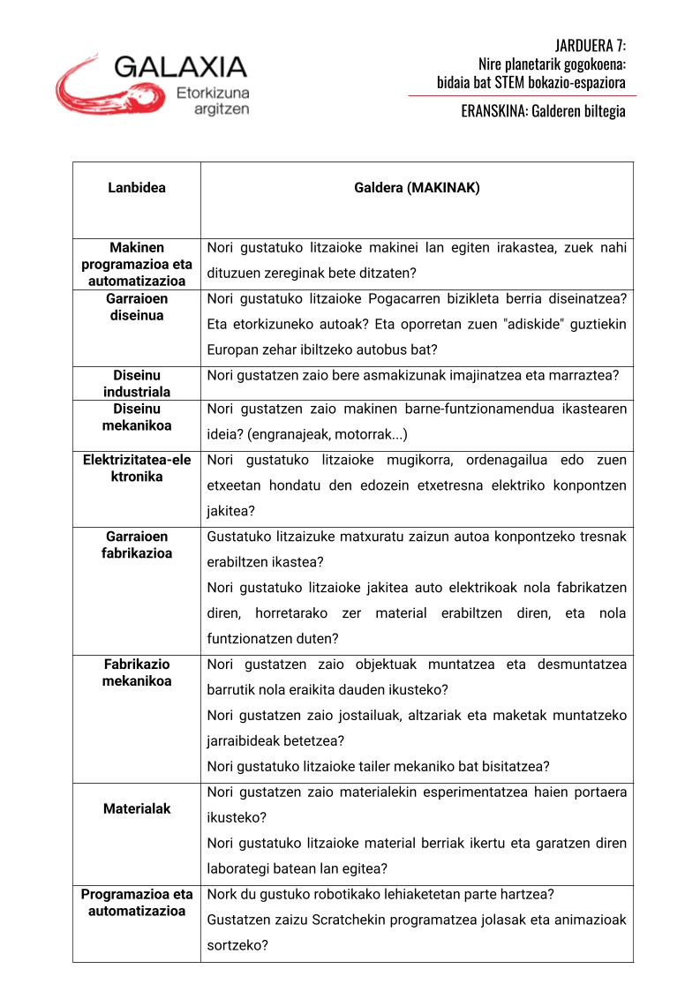 GALAXIA
Etorkizuna
argitzen
JARDUERA 7:
Nire planetarik gogokoena:
bidaia bat STEM bokazio-espaziora
ERANSKINA: Galderen biltegia
Lanbidea
Galdera (MAKINAK)
Makinen
programazioa eta
automatizazioa
Nori gustatuko litzaioke makinei lan egiten irakastea, zuek nahi
dituzuen zereginak bete ditzaten?
Garraioen
diseinua
Nori gustatuko litzaioke Pogacarren bizikleta berria diseinatzea?
Eta etorkizuneko autoak? Eta oporretan zuen "adiskide" guztiekin
Europan zehar ibiltzeko autobus bat?
Diseinu
industriala
Nori gustatzen zaio bere asmakizunak imajinatzea eta marraztea?
Diseinu
mekanikoa
Nori gustatzen zaio makinen barne-funtzionamendua ikastearen
ideia? (engranajeak, motorrak...)
Elektrizitatea-ele
ktronika
Nori gustatuko litzaioke mugikorra, ordenagailua edo zuen
etxeetan hondatu den edozein etxetresna elektriko konpontzen
jakitea?
Garraioen
fabrikazioa
Gustatuko litzaizuke matxuratu zaizun autoa konpontzeko tresnak
erabiltzen ikastea?
Nori gustatuko litzaioke jakitea auto elektrikoak nola fabrikatzen
diren, horretarako zer material erabiltzen diren, eta nola
funtzionatzen duten?
Fabrikazio
mekanikoa
Nori gustatzen zaio objektuak muntatzea eta desmuntatzea
barrutik nola eraikita dauden ikusteko?
Nori gustatzen zaio jostailuak, altzariak eta maketak muntatzeko
jarraibideak betetzea?
Nori gustatuko litzaioke tailer mekaniko bat bisitatzea?
Materialak
Nori gustatzen zaio materialekin esperimentatzea haien portaera
ikusteko?
Nori gustatuko litzaioke material berriak ikertu eta garatzen diren
laborategi batean lan egitea?
Programazioa eta
automatizazioa
Nork du gustuko robotikako lehiaketetan parte hartzea?
Gustatzen zaizu Scratchekin programatzea jolasak eta animazioak
sortzeko?